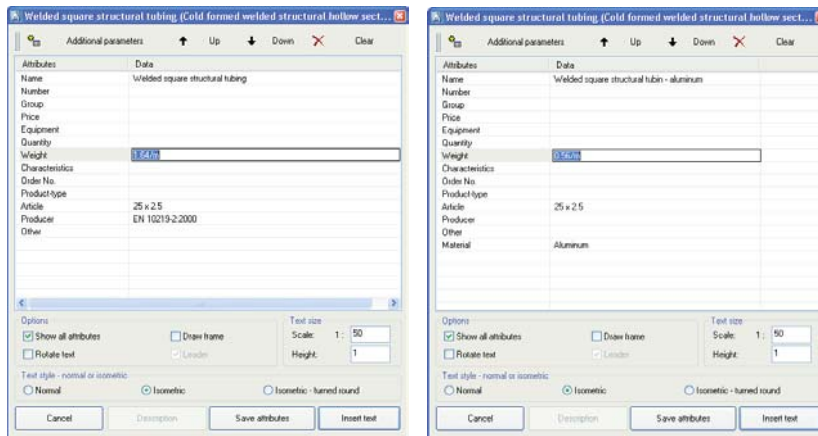 Welded square structural tubing (Cold formed welded structural hollow sect...
Additional parameters Up Down Clear
Attributes Data
Name Welded square structural tubing
Number
Group
Price
Equipment
Quantity
Weight 1.64/m
Characteristics
Order No.
Product-type
Article 25 x 2.5
Producer EN 10219-2:2000
Other
Options
Show all attributes Draw frame
Rotate text Leader
Text size
Scale: 1 : 50
Height: 1
Text style - normal or isometric
Normal Isometric Isometric - turned round
Cancel Description Save attributes Insert text
Welded square structural tubing (Cold formed welded structural hollow sect...
Additional parameters Up Down Clear
Attributes Data
Name Welded square structural tubin - aluminum
Number
Group
Price
Equipment
Quantity
Weight 0.56/m
Characteristics
Order No.
Product-type
Article 25 x 2.5
Producer
Other
Material Aluminum
Options
Show all attributes Draw frame
Rotate text Leader
Text size
Scale: 1 : 50
Height: 1
Text style - normal or isometric
Normal Isometric Isometric - turned round
Cancel Description Save attributes Insert text